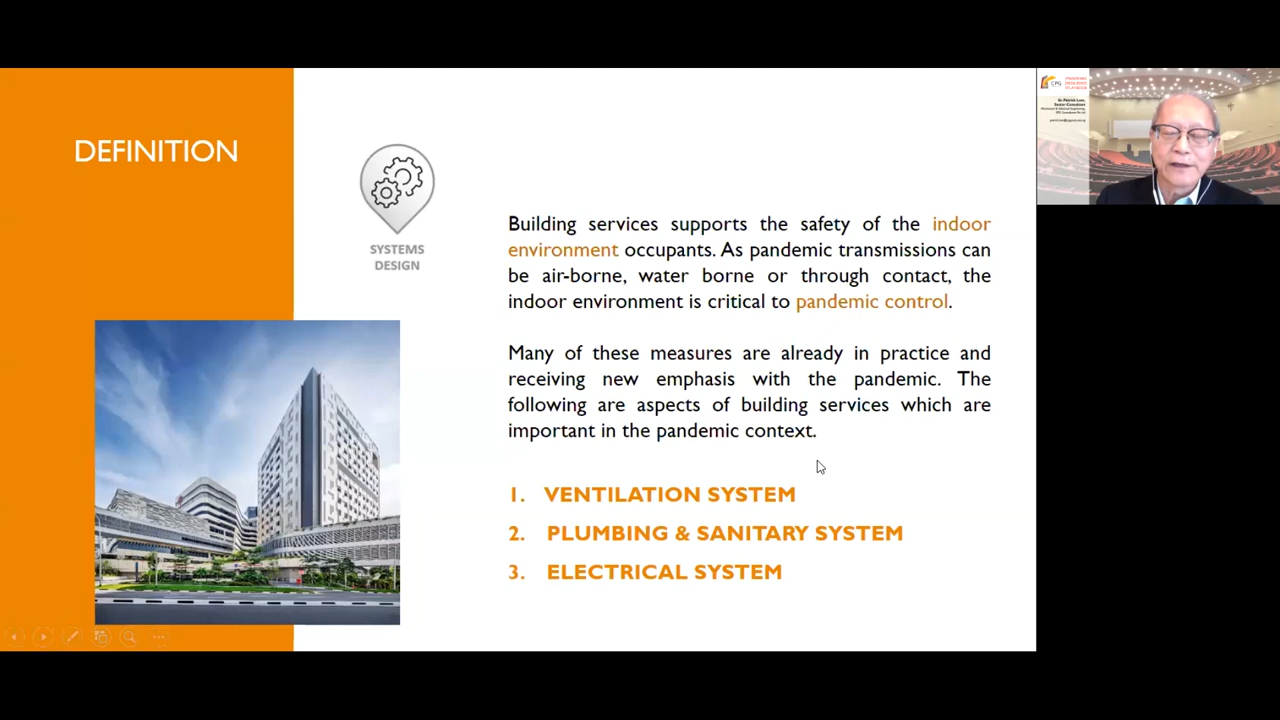 DEFINITION
SYSTEMS
DESIGN
Building services supports the safety of the indoor
environment occupants. As pandemic transmissions can
be air-borne, water borne or through contact, the
indoor environment is critical to pandemic control.
Many of these measures are already in practice and
receiving new emphasis with the pandemic. The
following are aspects of building services which are
important in the pandemic context.
1. VENTILATION SYSTEM
2. PLUMBING & SANITARY SYSTEM
3. ELECTRICAL SYSTEM
CPG
Senior Consultant